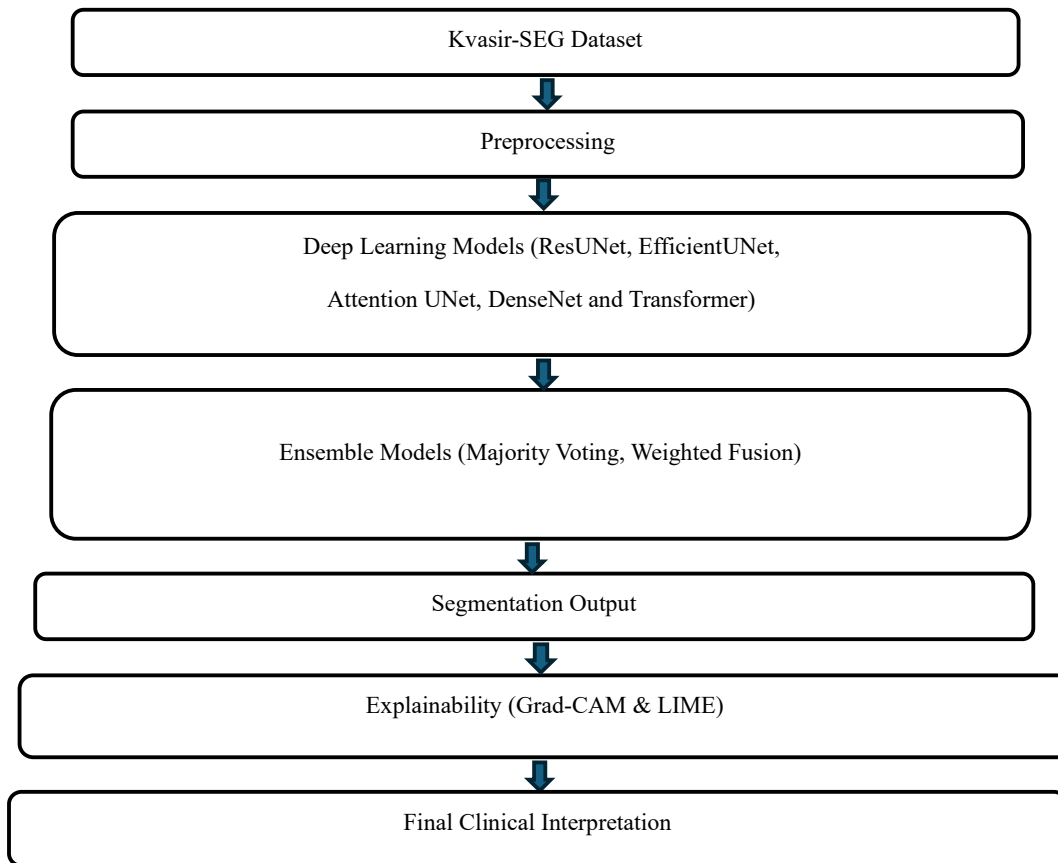 Kvasir-SEG Dataset
Preprocessing
Deep Learning Models (ResUNet, EfficientUNet,
Attention UNet, DenseNet and Transformer)
Ensemble Models (Majority Voting, Weighted Fusion)
Segmentation Output
Explainability (Grad-CAM & LIME)
Final Clinical Interpretation